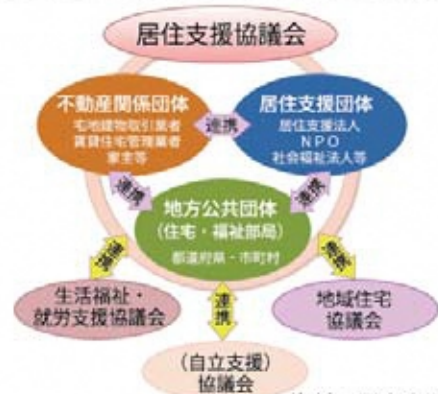 居住支援協議会
不動産関係団体
宅地建物取引業者
賃貸住宅管理業者
家主等
連携
居住支援団体
居住支援法人
NPO
社会福祉法人等
連携
連携
地方公共団体
(住宅・福祉部局)
都道府県・市町村
連携
連携
連携
生活福祉・
就労支援協議会
地域住宅
協議会
(自立支援)
協議会